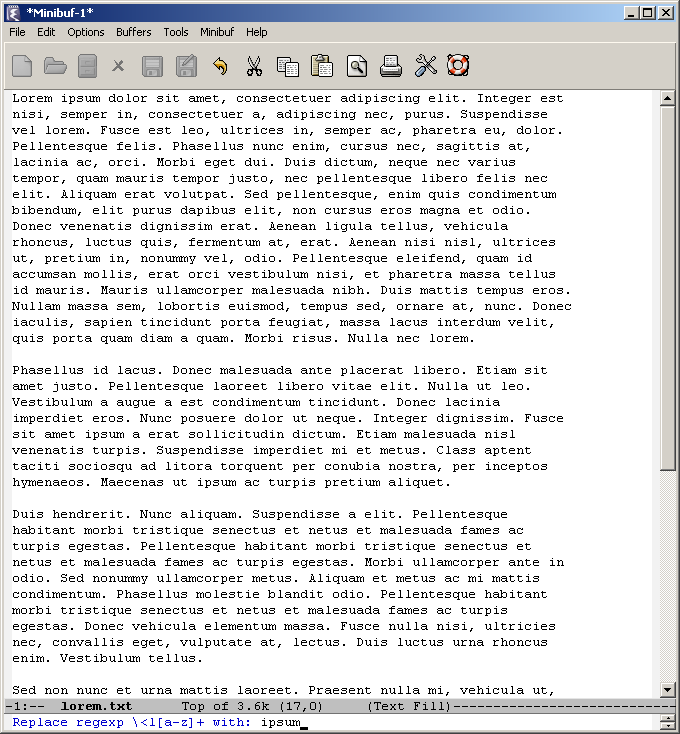 *Minibuf-1*
File Edit Options Buffers Tools Minibuf Help
Lorem ipsum dolor sit amet, consectetuer adipiscing elit. Integer est
nisi, semper in, consectetuer a, adipiscing nec, purus. Suspendisse
vel lorem. Fusce est leo, ultrices in, semper ac, pharetra eu, dolor.
Pellentesque felis. Phasellus nunc enim, cursus nec, sagittis at,
lacinia ac, orci. Morbi eget dui. Duis dictum, neque nec varius
tempor, quam mauris tempor justo, nec pellentesque libero felis nec
elit. Aliquam erat volutpat. Sed pellentesque, enim quis condimentum
bibendum, elit purus dapibus elit, non cursus eros magna et odio.
Donec venenatis dignissim erat. Aenean ligula tellus, vehicula
rhoncus, luctus quis, fermentum at, erat. Aenean nisi nisl, ultrices
ut, pretium in, nonummy vel, odio. Pellentesque eleifend, quam id
accumsan mollis, erat orci vestibulum nisi, et pharetra massa tellus
id mauris. Mauris ullamcorper malesuada nibh. Duis mattis tempus eros.
Nullam massa sem, lobortis euismod, tempus sed, ornare at, nunc. Donec
iaculis, sapien tincidunt porta feugiat, massa lacus interdum velit,
quis porta quam diam a quam. Morbi risus. Nulla nec lorem.
Phasellus id lacus. Donec malesuada ante placerat libero. Etiam sit
amet justo. Pellentesque laoreet libero vitae elit. Nulla ut leo.
Vestibulum a augue a est condimentum tincidunt. Donec lacinia
imperdiet eros. Nunc posuere dolor ut neque. Integer dignissim. Fusce
sit amet ipsum a erat sollicitudin dictum. Etiam malesuada nisl
venenatis turpis. Suspendisse imperdiet mi et metus. Class aptent
taciti sociosqu ad litora torquent per conubia nostra, per inceptos
hymenaeos. Maecenas ut ipsum ac turpis pretium aliquet.
Duis hendrerit. Nunc aliquam. Suspendisse a elit. Pellentesque
habitant morbi tristique senectus et netus et malesuada fames ac
turpis egestas. Pellentesque habitant morbi tristique senectus et
netus et malesuada fames ac turpis egestas. Morbi ullamcorper ante in
odio. Sed nonummy ullamcorper metus. Aliquam et metus ac mi mattis
condimentum. Phasellus molestie blandit odio. Pellentesque habitant
morbi tristique senectus et netus et malesuada fames ac turpis
egestas. Donec vehicula elementum massa. Fusce nulla nisi, ultricies
nec, convallis eget, vulputate at, lectus. Duis luctus urna rhoncus
enim. Vestibulum tellus.
Sed non nunc et urna mattis laoreet. Praesent nulla mi, vehicula ut,
-1:-- lorem.txt Top of 3.6k (17,0) (Text Fill)----------------------------
Replace regexp \<l[a-z]+ with: ipsum